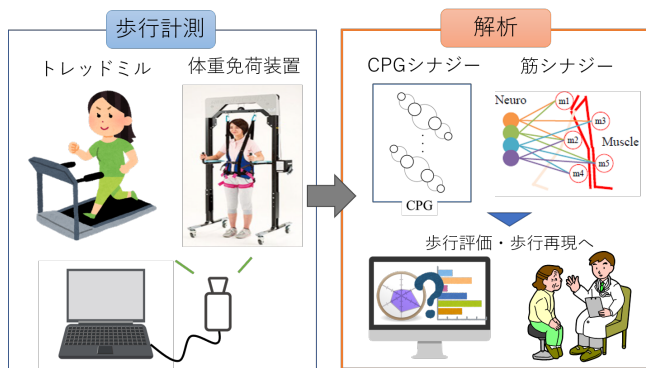 歩行計測
トレッドミル
体重免荷装置
解析
CPGシナジー
筋シナジー
CPG
Neuro
m1
m3
m2
Muscle
m5
m4
歩行評価・歩行再現へ
?